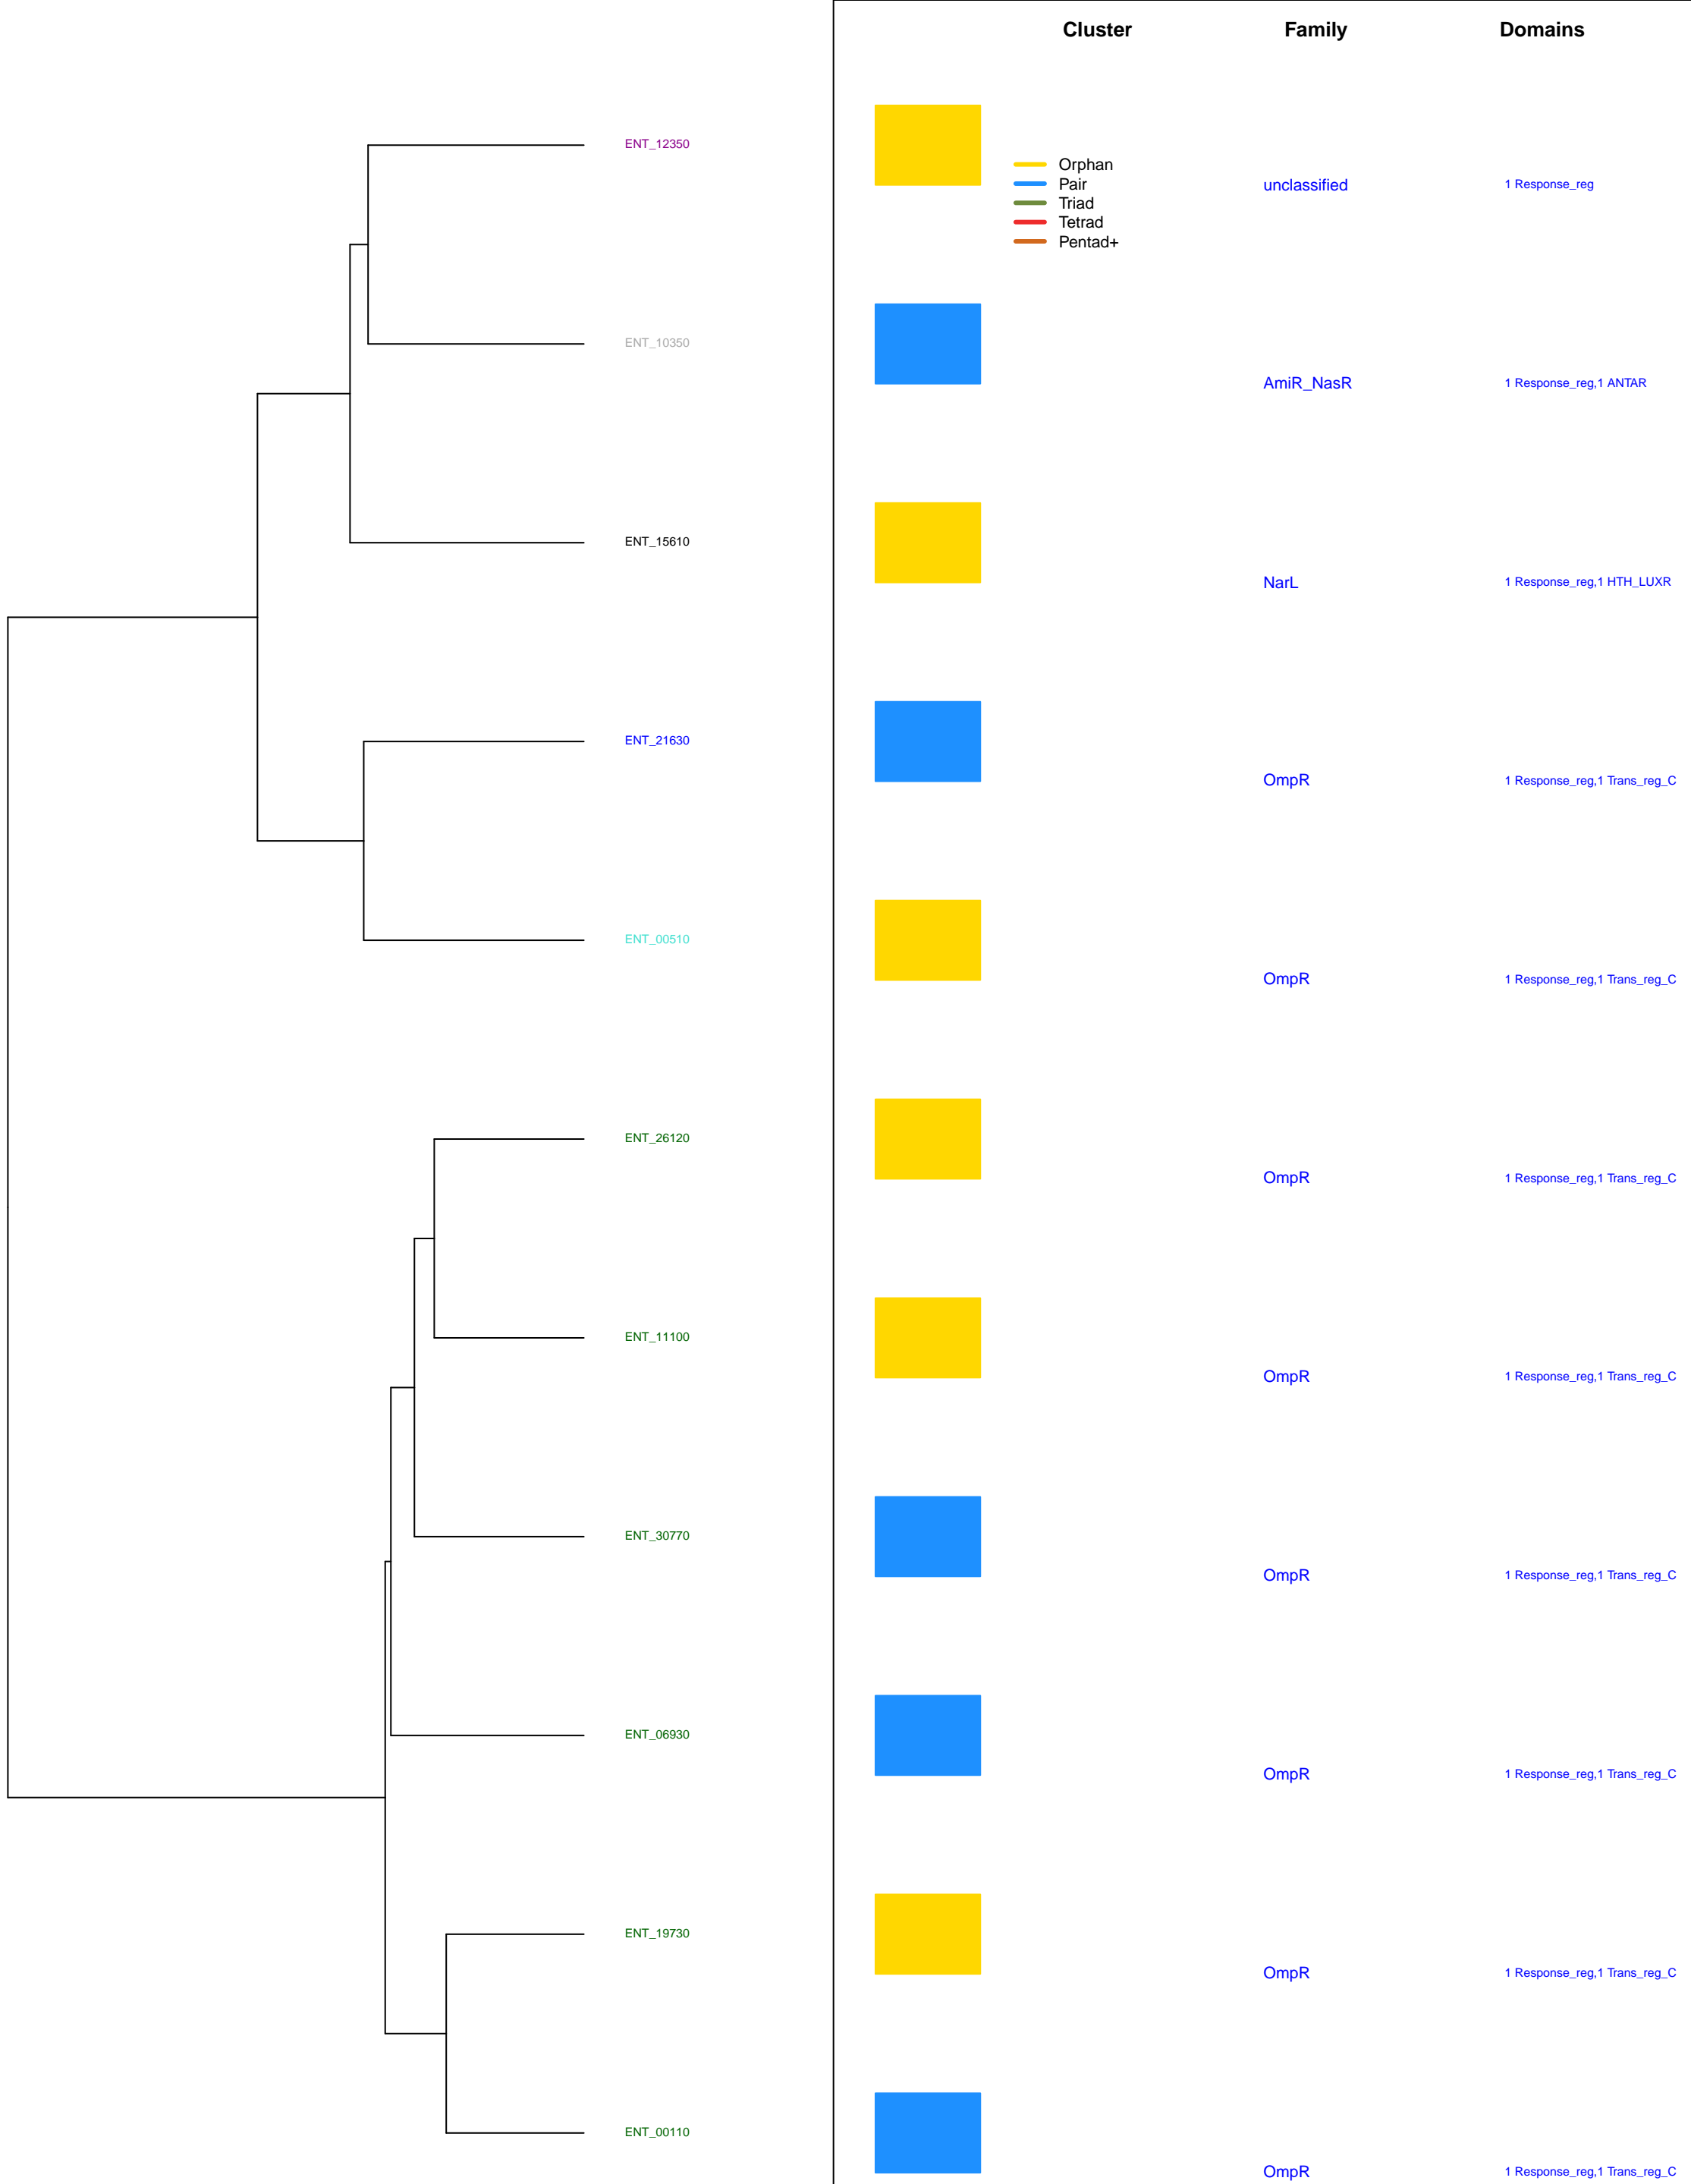 Cluster Family Domains
ENT_12350
Orphan
Pair
Triad
Tetrad
Pentad+
unclassified 1 Response_reg
ENT_10350
AmiR_NasR 1 Response_reg,1 ANTAR
ENT_15610
NarL 1 Response_reg,1 HTH_LUXR
ENT_21630
OmpR 1 Response_reg,1 Trans_reg_C
ENT_00510
OmpR 1 Response_reg,1 Trans_reg_C
ENT_26120
OmpR 1 Response_reg,1 Trans_reg_C
ENT_11100
OmpR 1 Response_reg,1 Trans_reg_C
ENT_30770
OmpR 1 Response_reg,1 Trans_reg_C
ENT_06930
OmpR 1 Response_reg,1 Trans_reg_C
ENT_19730
OmpR 1 Response_reg,1 Trans_reg_C
ENT_00110
OmpR 1 Response_reg,1 Trans_reg_C